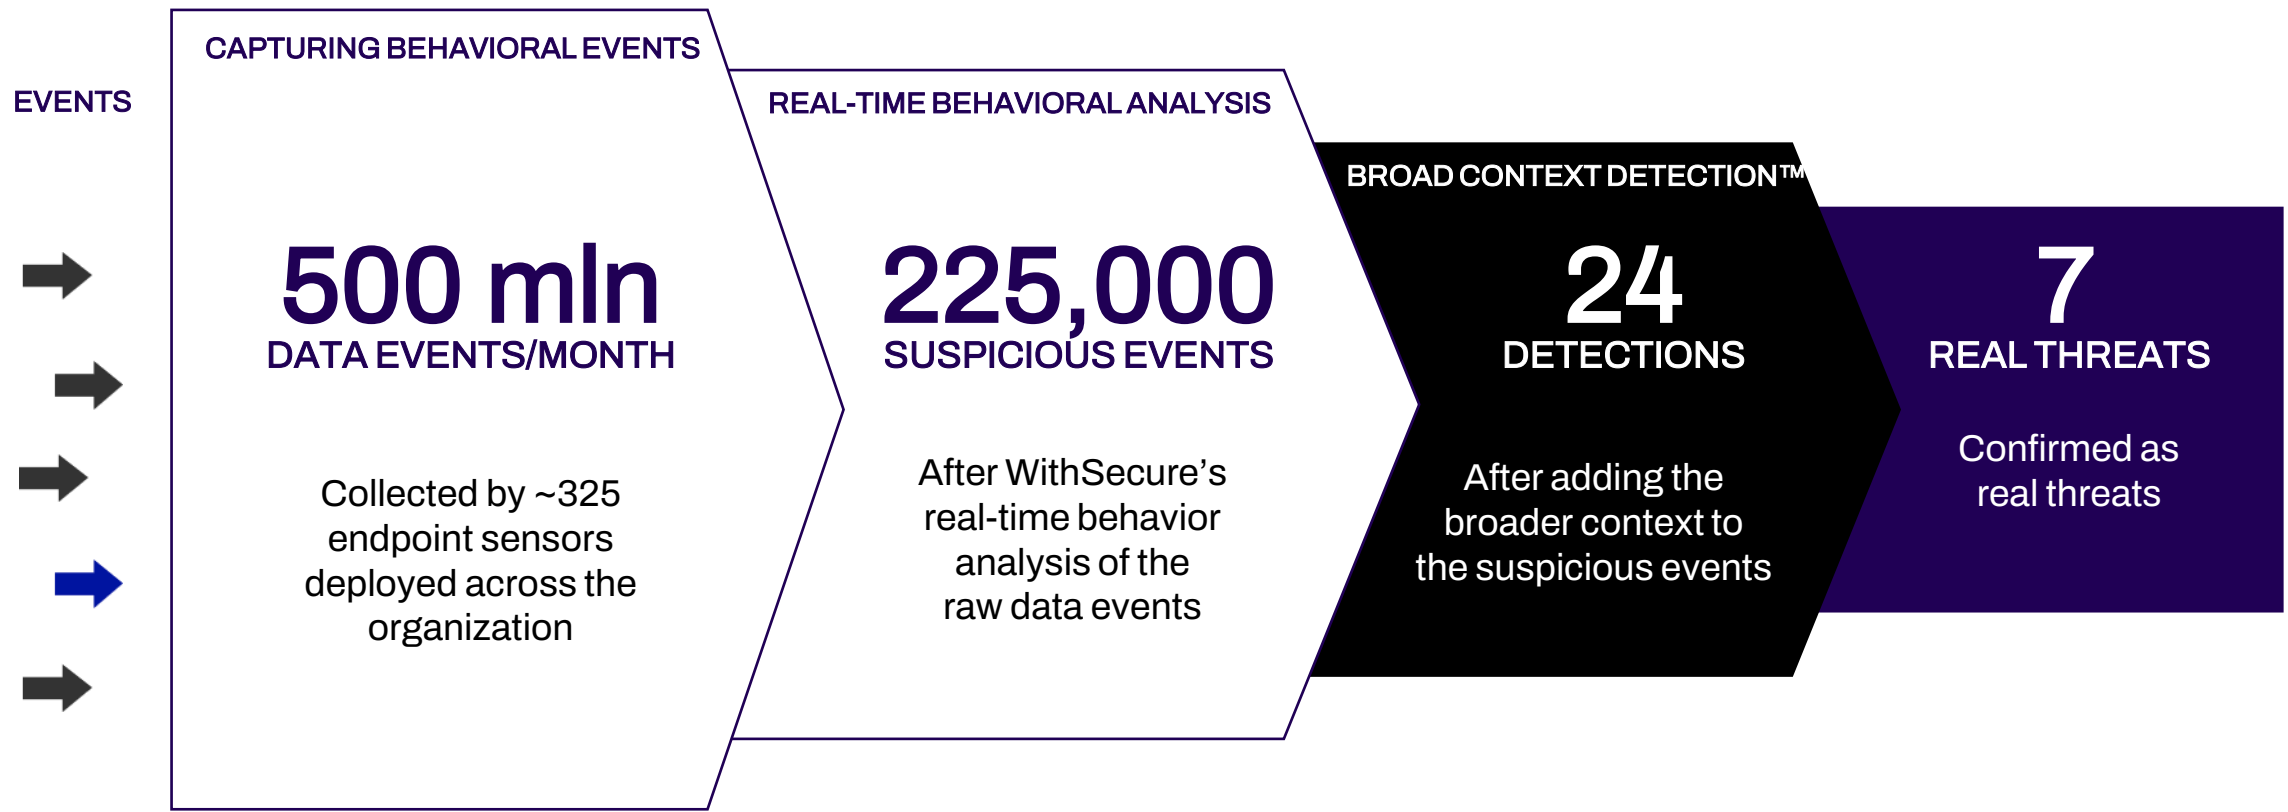 EVENTS
CAPTURING BEHAVIORAL EVENTS
500 mln
DATA EVENTS/MONTH
Collected by ~325
endpoint sensors
deployed across the
organization
REAL-TIME BEHAVIORAL ANALYSIS
225,000
SUSPICIOUS EVENTS
After WithSecure’s
real-time behavior
analysis of the
raw data events
BROAD CONTEXT DETECTION™
24
DETECTIONS
After adding the
broader context to
the suspicious events
7
REAL THREATS
Confirmed as
real threats